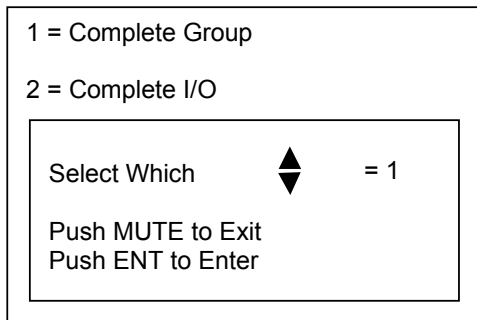 1 = Complete Group
2 = Complete I/O
Select Which = 1
Push MUTE to Exit
Push ENT to Enter